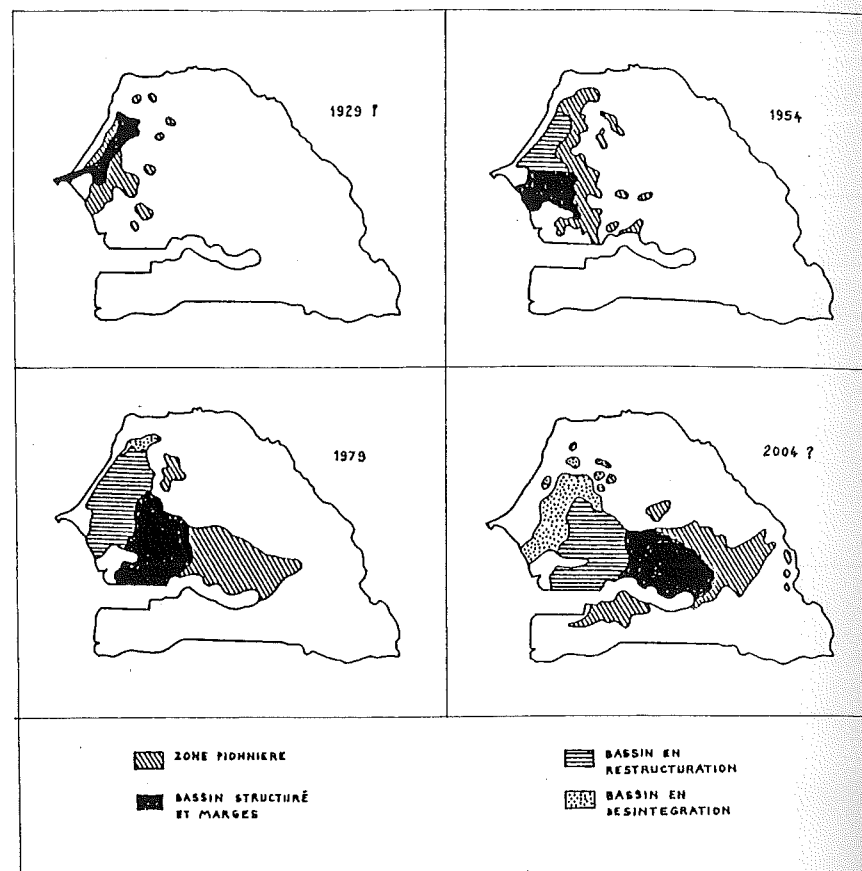 1929 ?
1954
1979
2004 ?
ZONE PIONNIERE
BASSIN STRUCTURÉ
ET MARGES
BASSIN EN
RESTRUCTURATION
BASSIN EN
DESINTEGRATION